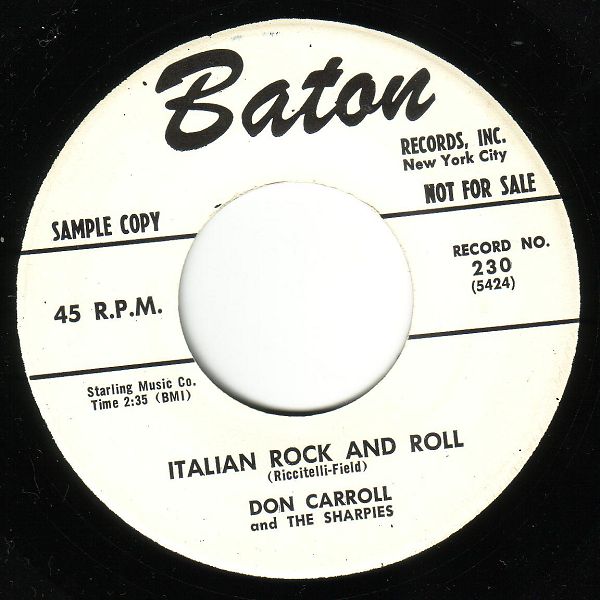 Baton
RECORDS, INC.
New York City
NOT FOR SALE
SAMPLE COPY
RECORD NO.
230
(5424)
45 R.P.M.
Starling Music Co.
Time 2:35 (BMI)
ITALIAN ROCK AND ROLL
(Riccitelli-Field)
DON CARROLL
and THE SHARPIES